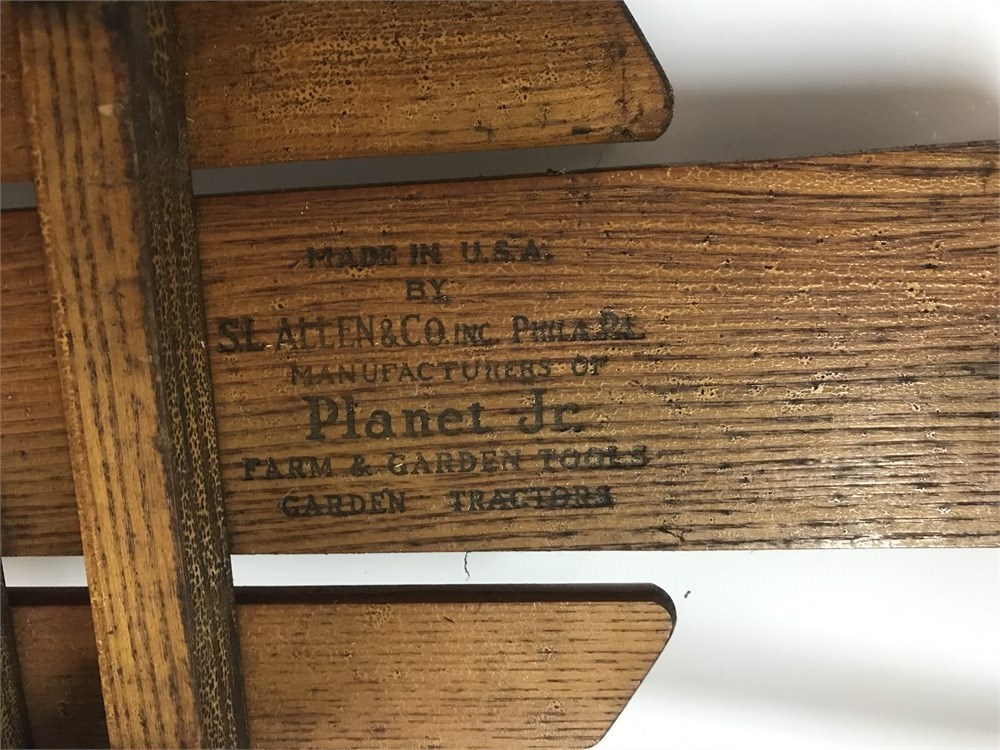 MADE IN U.S.A.
BY
S.L. ALLEN & CO. INC PHILA. PA.
MANUFACTURERS OF
Planet Jr.
FARM & GARDEN TOOLS
GARDEN TRACTORS